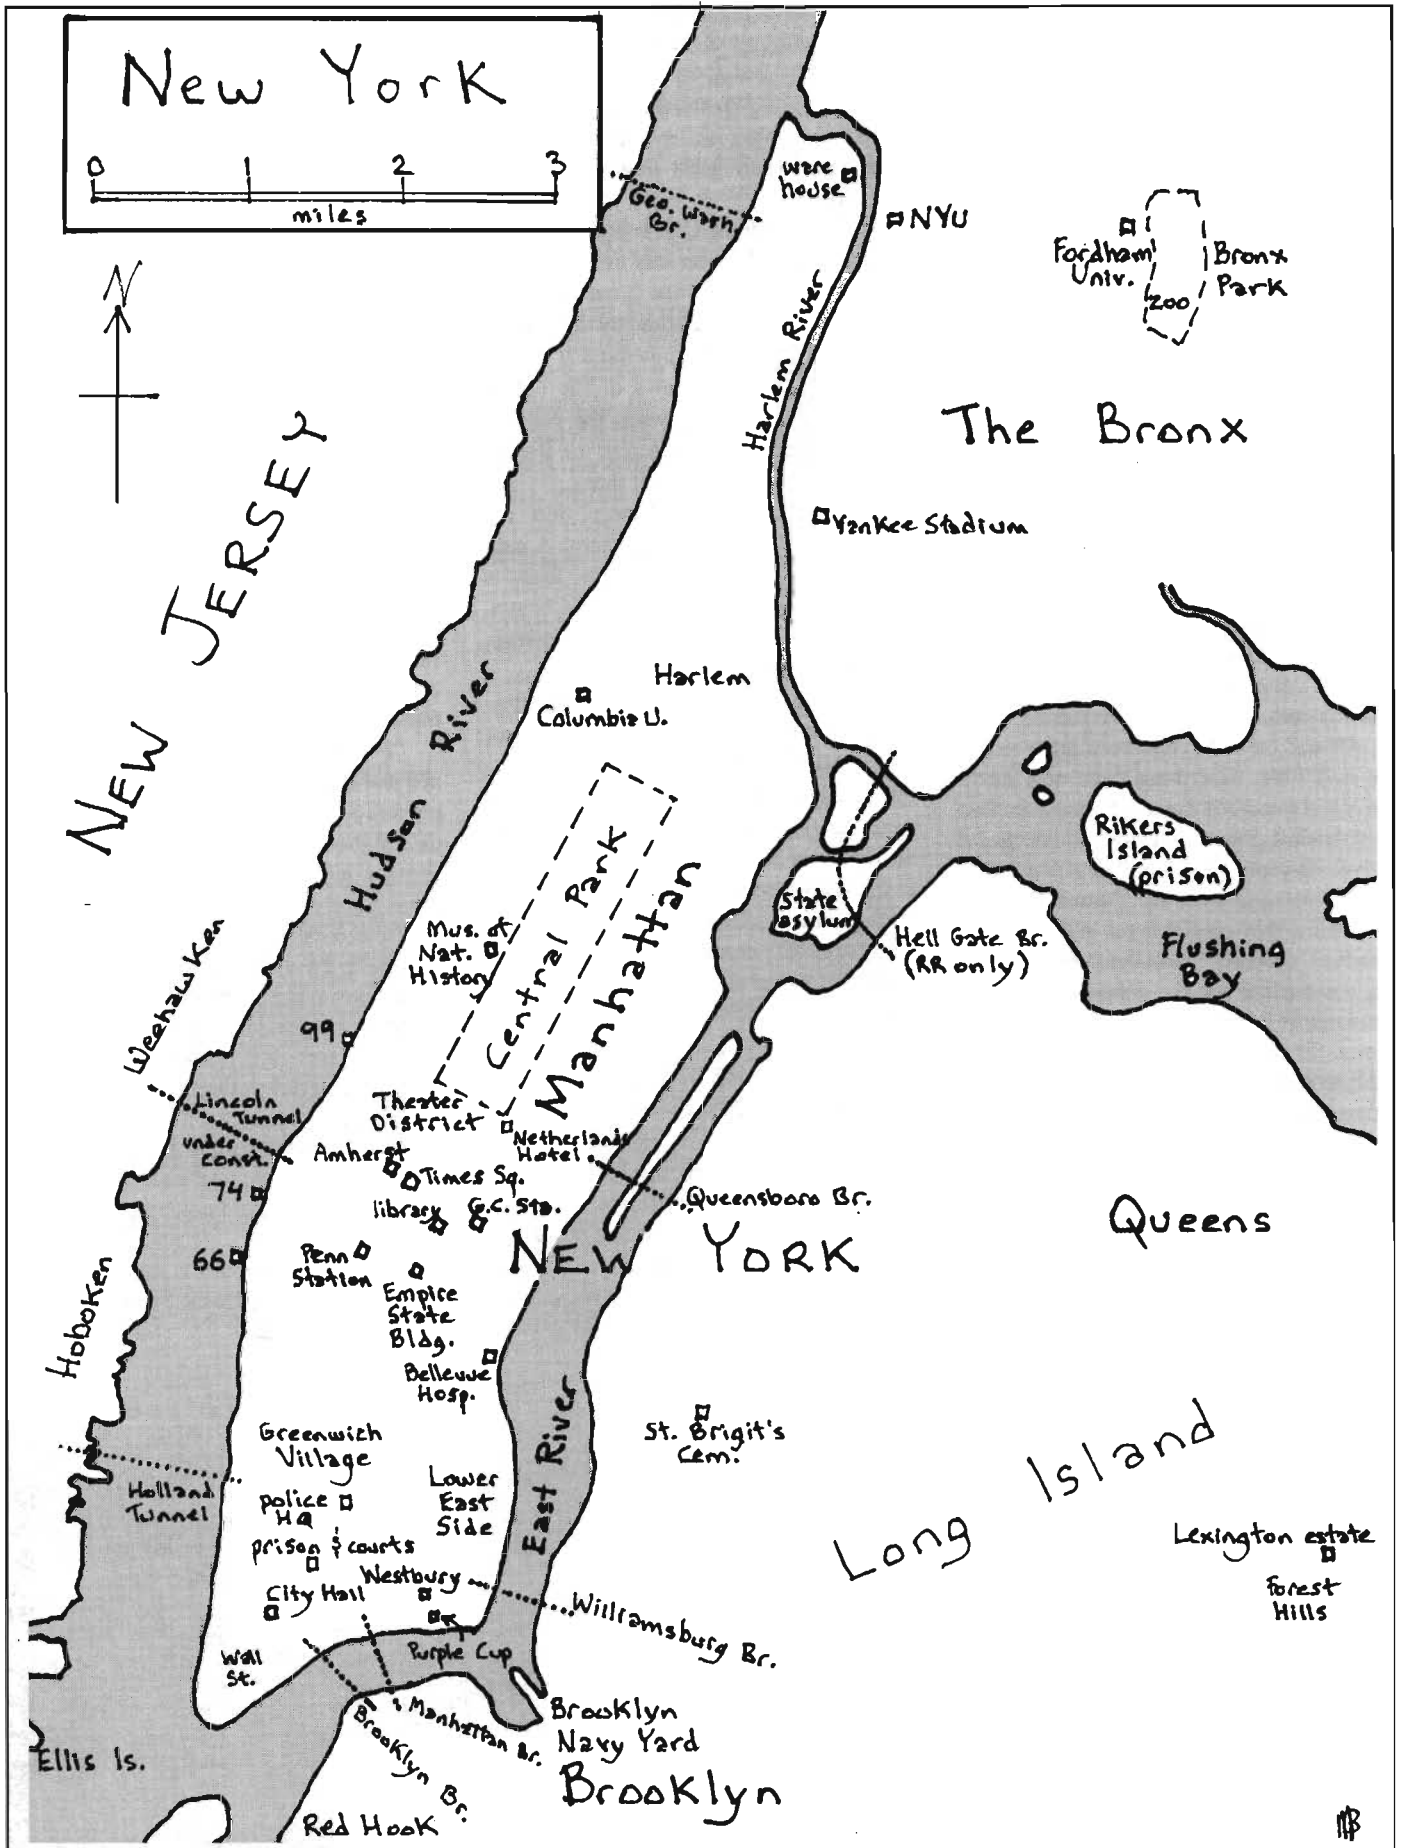 New York
0 1 2 3
miles
N
Geo. Wash.
Br.
ware
house
NYU
Fordham
Univ.
Bronx
Park
zoo
Harlem River
The Bronx
Yankee Stadium
NEW JERSEY
Hudson River
Harlem
Columbia U.
Central Park
Manhattan
Mus. of
Nat.
History
Rikers
Island
(prison)
State
asylum
Hell Gate Br.
(RR only)
Flushing
Bay
Weehawken
99
Lincoln
Tunnel
under
const.
Theater
District
Netherlands
Hotel
Amherst
Times Sq.
74
library
G.C. Sta.
Queensboro Br.
Queens
NEW YORK
66
Penn
Station
Empire
State
Bldg.
Hoboken
Bellevue
Hosp.
East River
St. Brigit's
Cem.
Long Island
Greenwich
Village
Lower
East
Side
Holland
Tunnel
police
HQ
prison & courts
Lexington estate
Forest
Hills
Westbury
City Hall
Williamsburg Br.
Purple Cup
Wall
St.
Manhattan Br.
Brooklyn Br.
Brooklyn
Navy Yard
Brooklyn
Ellis Is.
Red Hook
MB